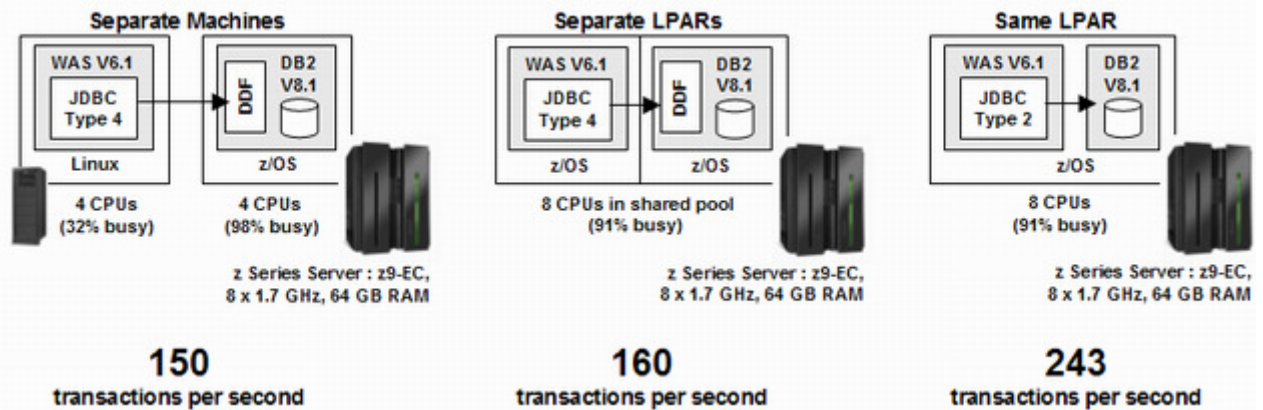 Separate Machines
WAS V6.1
JDBC
Type 4
Linux
DDF
DB2
V8.1
z/OS
4 CPUs
(32% busy)
4 CPUs
(98% busy)
z Series Server : z9-EC,
8 x 1.7 GHz, 64 GB RAM
150
transactions per second
Separate LPARs
WAS V6.1
JDBC
Type 4
z/OS
DDF
DB2
V8.1
z/OS
8 CPUs in shared pool
(91% busy)
z Series Server : z9-EC,
8 x 1.7 GHz, 64 GB RAM
160
transactions per second
Same LPAR
WAS V6.1
JDBC
Type 2
DB2
V8.1
z/OS
8 CPUs
(91% busy)
z Series Server : z9-EC,
8 x 1.7 GHz, 64 GB RAM
243
transactions per second